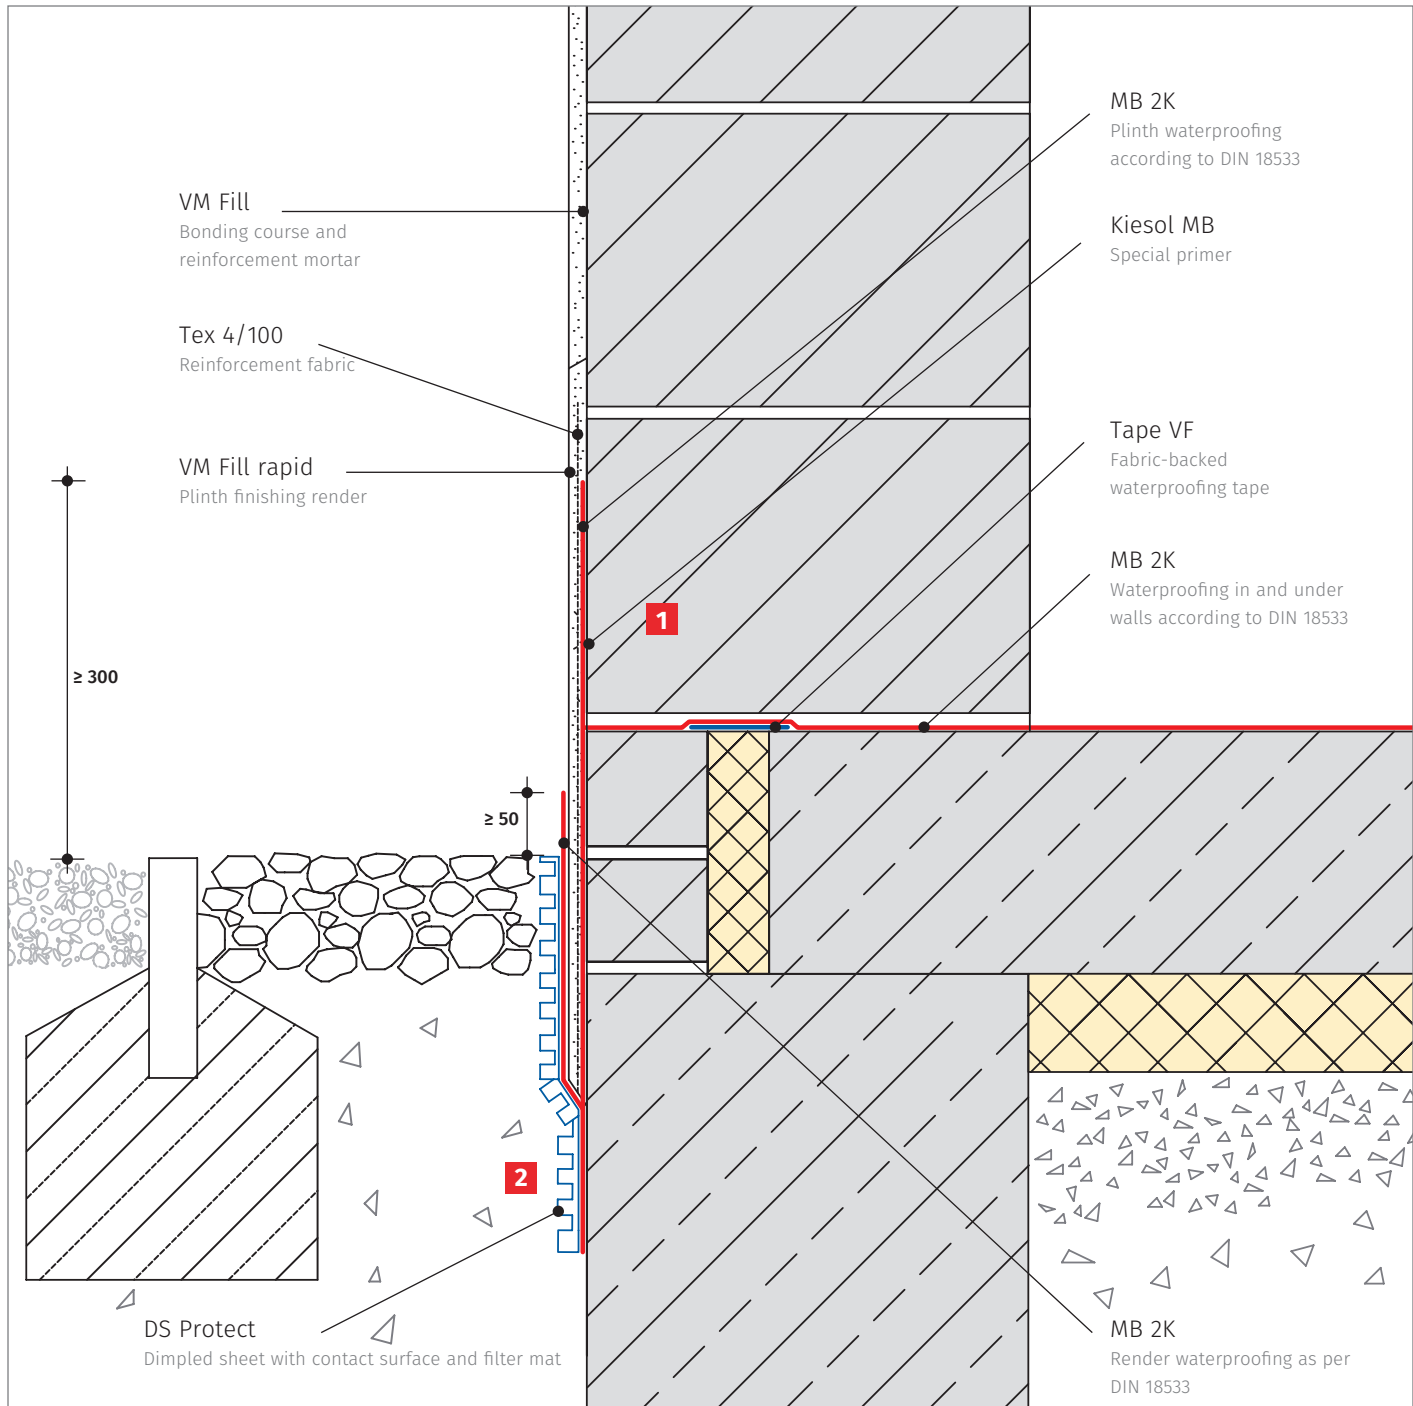 VM Fill
Bonding course and
reinforcement mortar
Tex 4/100
Reinforcement fabric
VM Fill rapid
Plinth finishing render
≥ 300
≥ 50
MB 2K
Plinth waterproofing
according to DIN 18533
Kiesol MB
Special primer
Tape VF
Fabric-backed
waterproofing tape
MB 2K
Waterproofing in and under
walls according to DIN 18533
1
2
DS Protect
Dimpled sheet with contact surface and filter mat
MB 2K
Render waterproofing as per
DIN 18533